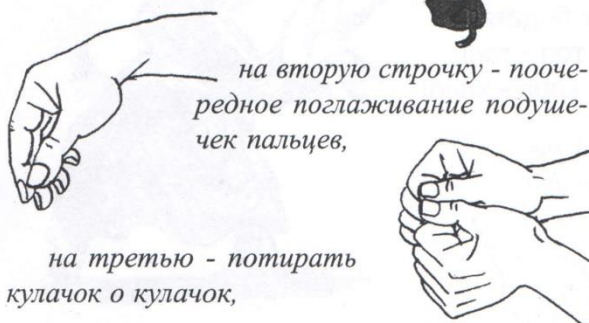 на вторую строчку - пооче-
редное поглаживание подуше-
чек пальцев,
на третью - потирать
кулачок о кулачок,